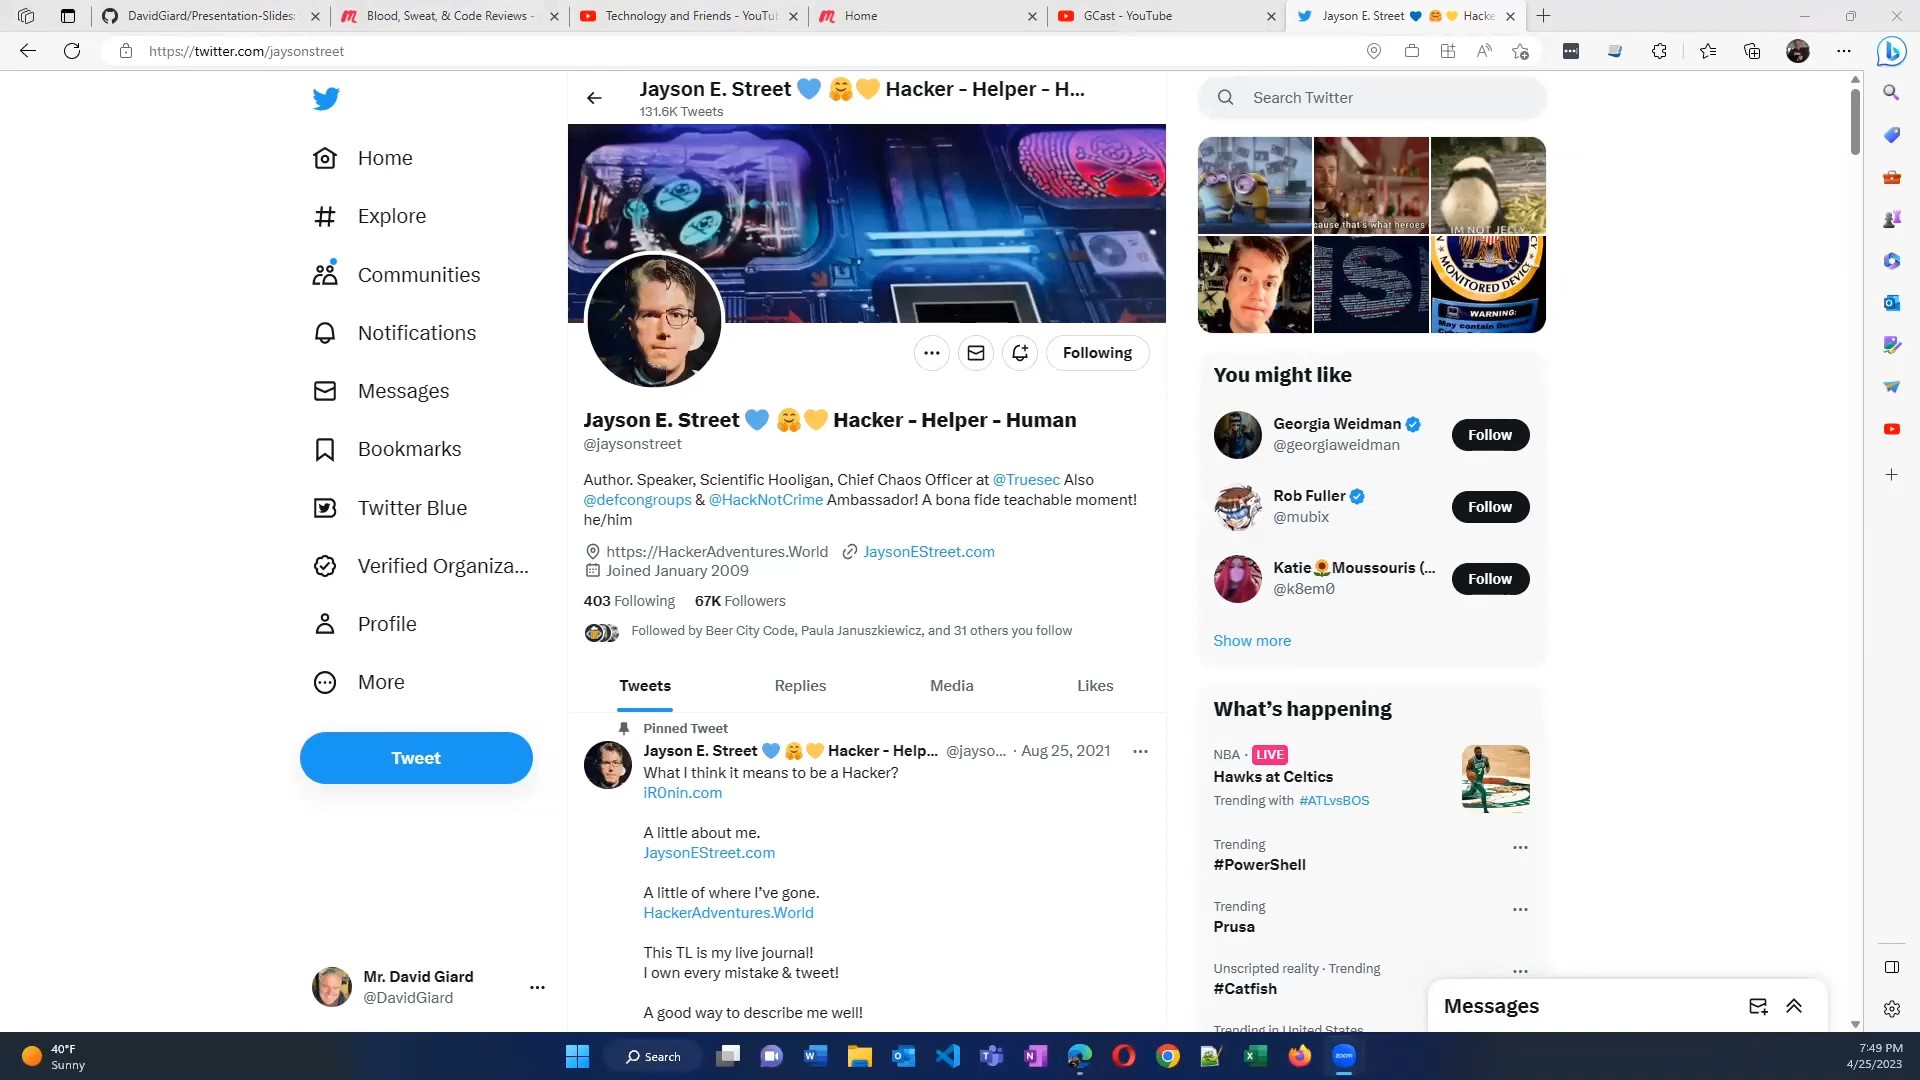 DavidGiard/Presentation-Slides:
Blood, Sweat, & Code Reviews -
Technology and Friends - YouTu
Home
GCast - YouTube
Jayson E. Street 💙 🤗💛 Hacke
https://twitter.com/jaysonstreet
Home
Explore
Communities
Notifications
Messages
Bookmarks
Twitter Blue
Verified Organiza...
Profile
More
Tweet
Mr. David Giard
@DavidGiard
Jayson E. Street 💙 🤗💛 Hacker - Helper - H...
131.6K Tweets
Following
Jayson E. Street 💙 🤗💛 Hacker - Helper - Human
@jaysonstreet
Author. Speaker, Scientific Hooligan, Chief Chaos Officer at @Truesec Also
@defcongroups & @HackNotCrime Ambassador! A bona fide teachable moment!
he/him
https://HackerAdventures.World JaysonEStreet.com
Joined January 2009
403 Following 67K Followers
Followed by Beer City Code, Paula Januszkiewicz, and 31 others you follow
Tweets Replies Media Likes
Pinned Tweet
Jayson E. Street 💙 🤗💛 Hacker - Help... @jayso... · Aug 25, 2021
What I think it means to be a Hacker?
iR0nin.com
A little about me.
JaysonEStreet.com
A little of where I've gone.
HackerAdventures.World
This TL is my live journal!
I own every mistake & tweet!
A good way to describe me well!
Search Twitter
cause that's what heroes
IM NOT JELLY
MONITORED DEVICE
WARNING:
May contain
You might like
Georgia Weidman
@georgiaweidman
Follow
Rob Fuller
@mubix
Follow
Katie🌻Moussouris (...
@k8em0
Follow
Show more
What's happening
NBA · LIVE
Hawks at Celtics
Trending with #ATLvsBOS
Trending
#PowerShell
Trending
Prusa
Unscripted reality · Trending
#Catfish
Trending in United States
Messages
40°F
Sunny
Search
zoom
7:49 PM
4/25/2023